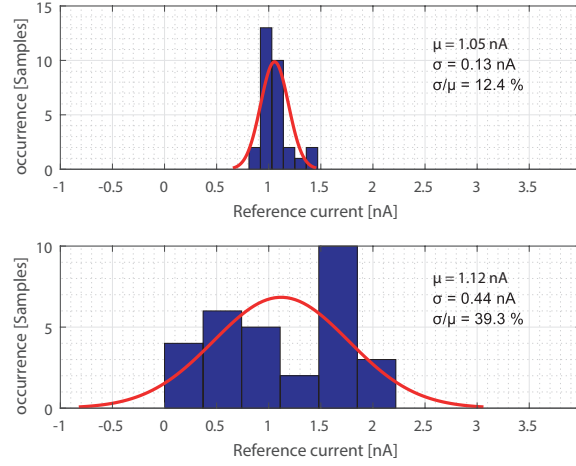 15
10
5
0
occurrence [Samples]
μ = 1.05 nA
σ = 0.13 nA
σ/μ = 12.4 %
-1 -0.5 0 0.5 1 1.5 2 2.5 3 3.5
Reference current [nA]
10
5
0
occurrence [Samples]
μ = 1.12 nA
σ = 0.44 nA
σ/μ = 39.3 %
-1 -0.5 0 0.5 1 1.5 2 2.5 3 3.5
Reference current [nA]